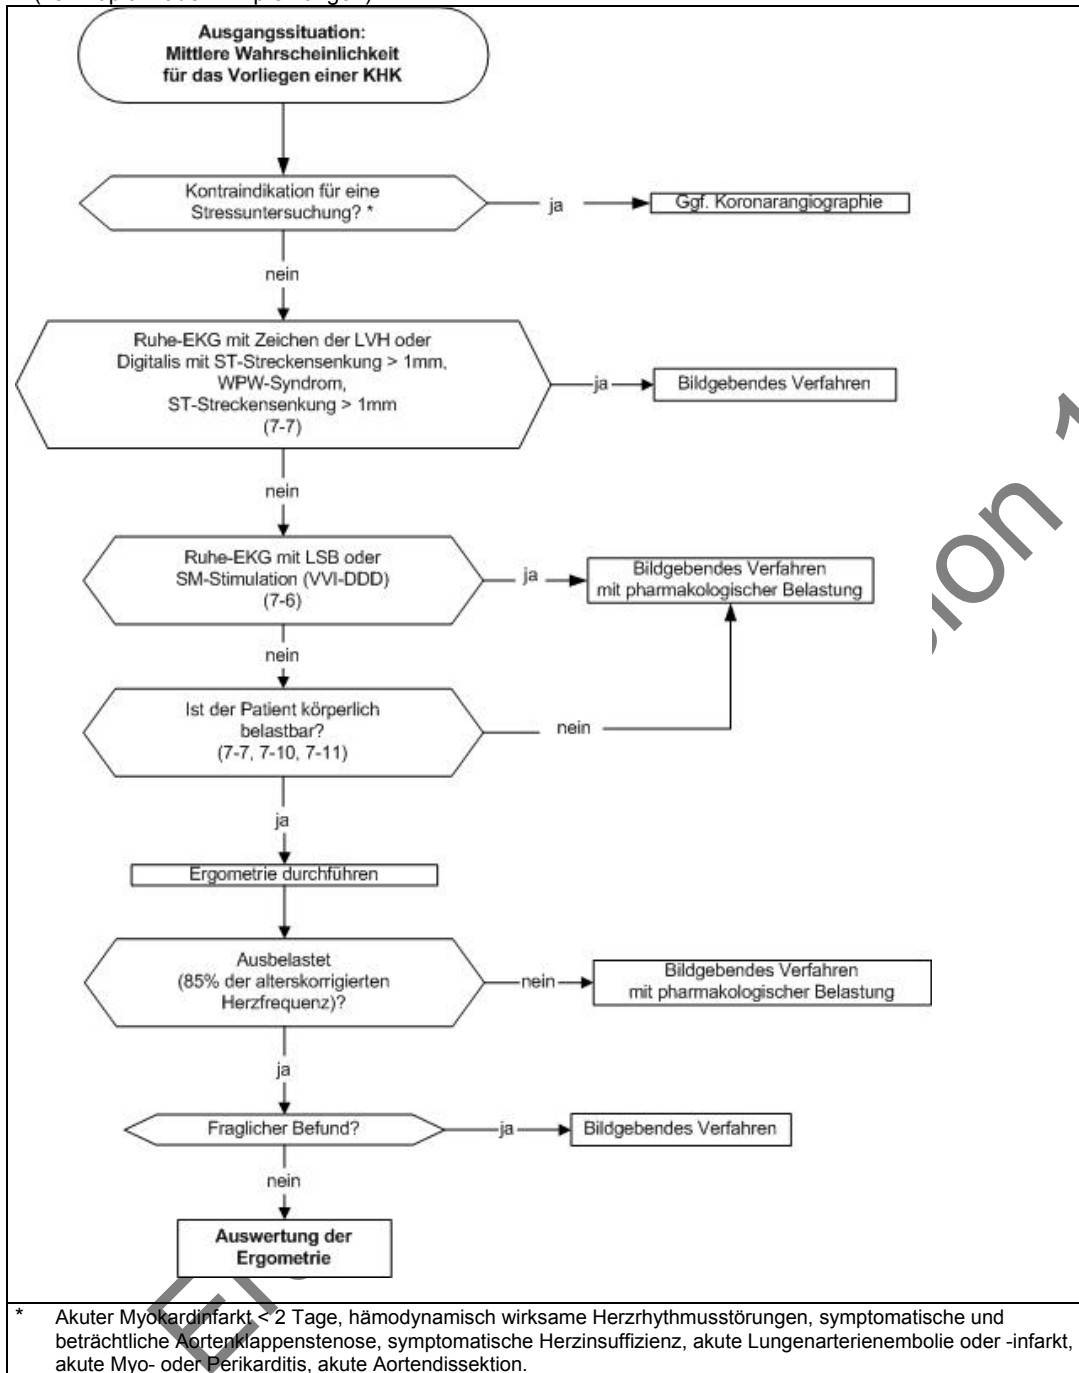 Ausgangssituation:
Mittlere Wahrscheinlichkeit
für das Vorliegen einer KHK
Kontraindikation für eine
Stressuntersuchung? *
ja
Ggf. Koronarangiographie
nein
Ruhe-EKG mit Zeichen der LVH oder
Digitalis mit ST-Streckensenkung > 1mm,
WPW-Syndrom,
ST-Streckensenkung > 1mm
(7-7)
ja
Bildgebendes Verfahren
nein
Ruhe-EKG mit LSB oder
SM-Stimulation (VVI-DDD)
(7-6)
ja
Bildgebendes Verfahren
mit pharmakologischer Belastung
nein
Ist der Patient körperlich
belastbar?
(7-7, 7-10, 7-11)
nein
ja
Ergometrie durchführen
Ausbelastet
(85% der alterskorrigierten
Herzfrequenz)?
nein
Bildgebendes Verfahren
mit pharmakologischer Belastung
ja
Fraglicher Befund?
ja
Bildgebendes Verfahren
nein
Auswertung der
Ergometrie
* Akuter Myokardinfarkt < 2 Tage, hämodynamisch wirksame Herzrhythmusstörungen, symptomatische und
beträchtliche Aortenklappenstenose, symptomatische Herzinsuffizienz, akute Lungenarterienembolie oder -infarkt,
akute Myo- oder Perikarditis, akute Aortendissektion.